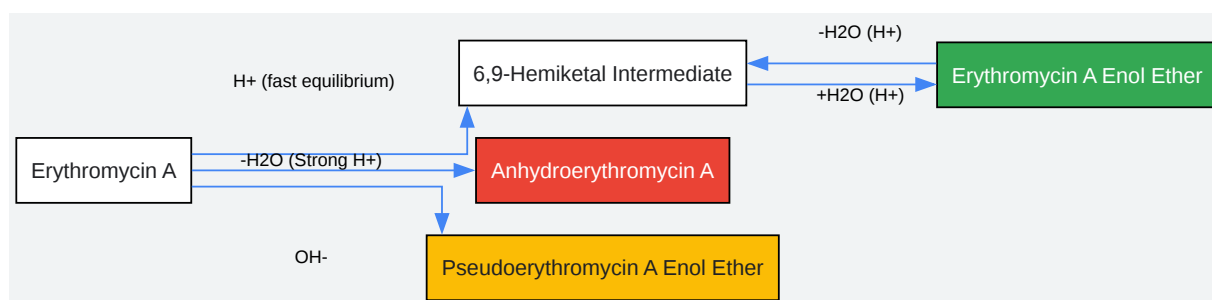 -H2O (H+)
6,9-Hemiketal Intermediate
Erythromycin A Enol Ether
H+ (fast equilibrium)
+H2O (H+)
-H2O (Strong H+)
Erythromycin A
Anhydroerythromycin A
OH-
Pseudoerythromycin A Enol Ether